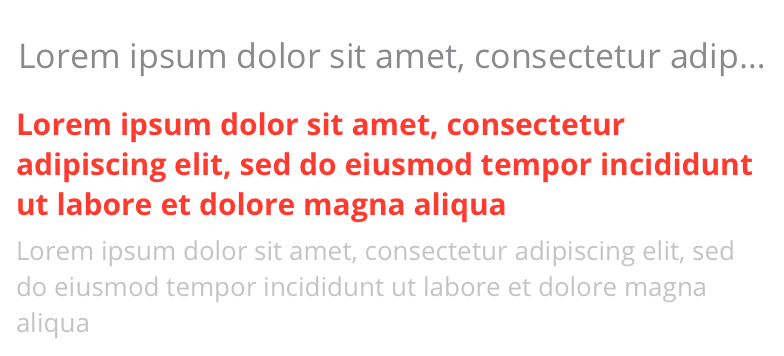 Lorem ipsum dolor sit amet, consectetur adip...
Lorem ipsum dolor sit amet, consectetur
adipiscing elit, sed do eiusmod tempor incididunt
ut labore et dolore magna aliqua
Lorem ipsum dolor sit amet, consectetur adipiscing elit, sed
do eiusmod tempor incididunt ut labore et dolore magna
aliqua